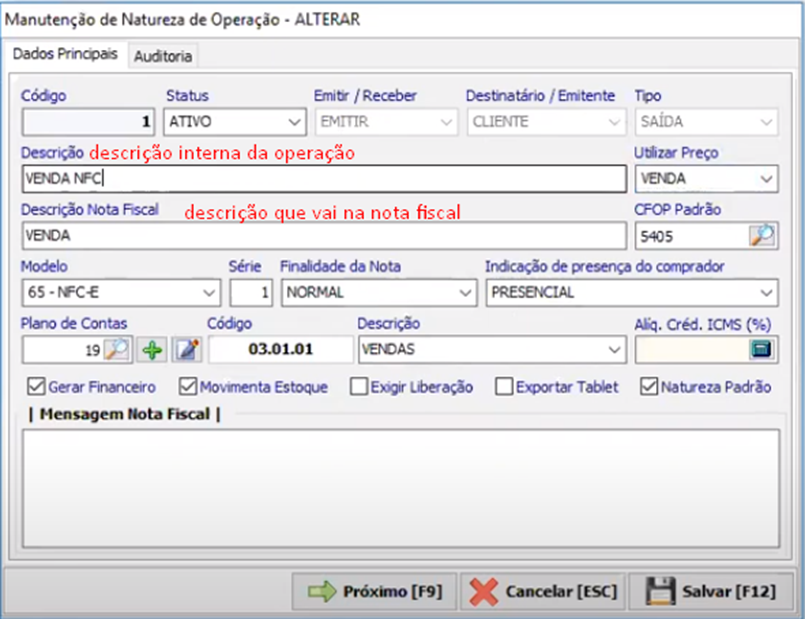 Manutenção de Natureza de Operação - ALTERAR
Dados Principais Auditoria
Código Status Emitir / Receber Destinatário / Emitente Tipo
1 ATIVO EMITIR CLIENTE SAÍDA
Descrição descrição interna da operação Utilizar Preço
VENDA NFC VENDA
Descrição Nota Fiscal descrição que vai na nota fiscal CFOP Padrão
VENDA 5405
Modelo Série Finalidade da Nota Indicação de presença do comprador
65 - NFC-E 1 NORMAL PRESENCIAL
Plano de Contas Código Descrição Alíq. Créd. ICMS (%)
19 03.01.01 VENDAS
Gerar Financeiro Movimenta Estoque Exigir Liberação Exportar Tablet Natureza Padrão
| Mensagem Nota Fiscal |
Próximo [F9] Cancelar [ESC] Salvar [F12]